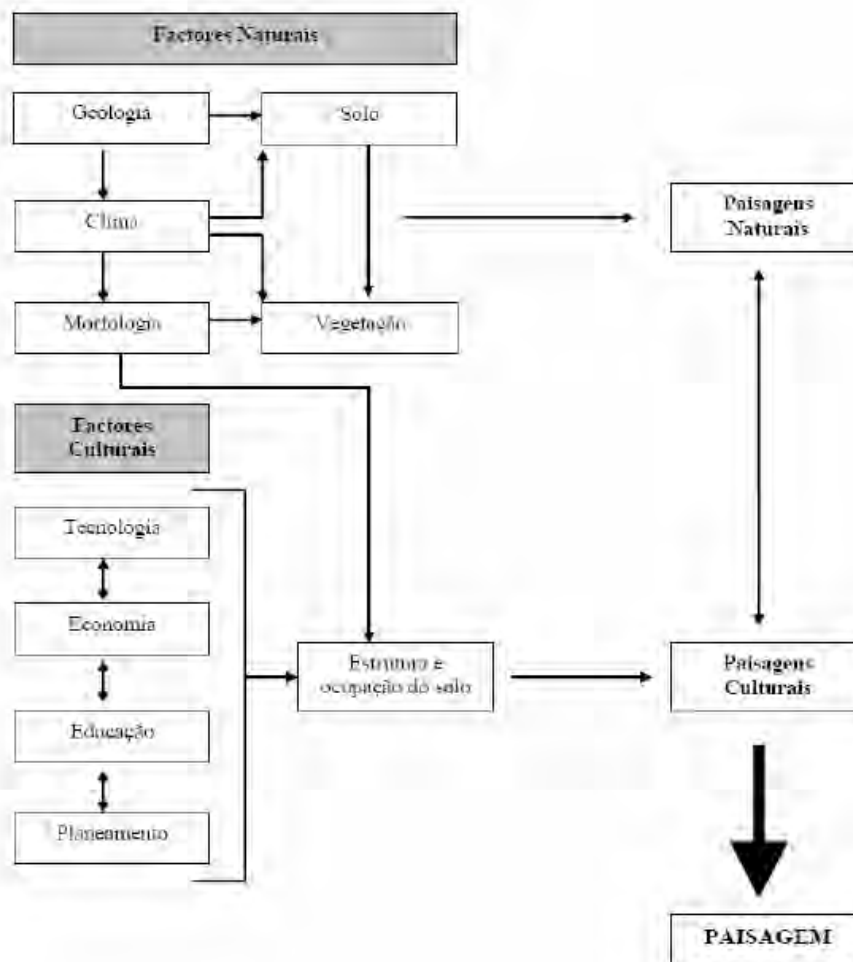 Factores Naturais
Geologia
Solo
Clima
Paisagens
Naturais
Morfologia
Vegetação
Factores
Culturais
Tecnologia
Economia
Estrutura e
ocupação do solo
Paisagens
Culturais
Educação
Planeamento
PAISAGEM